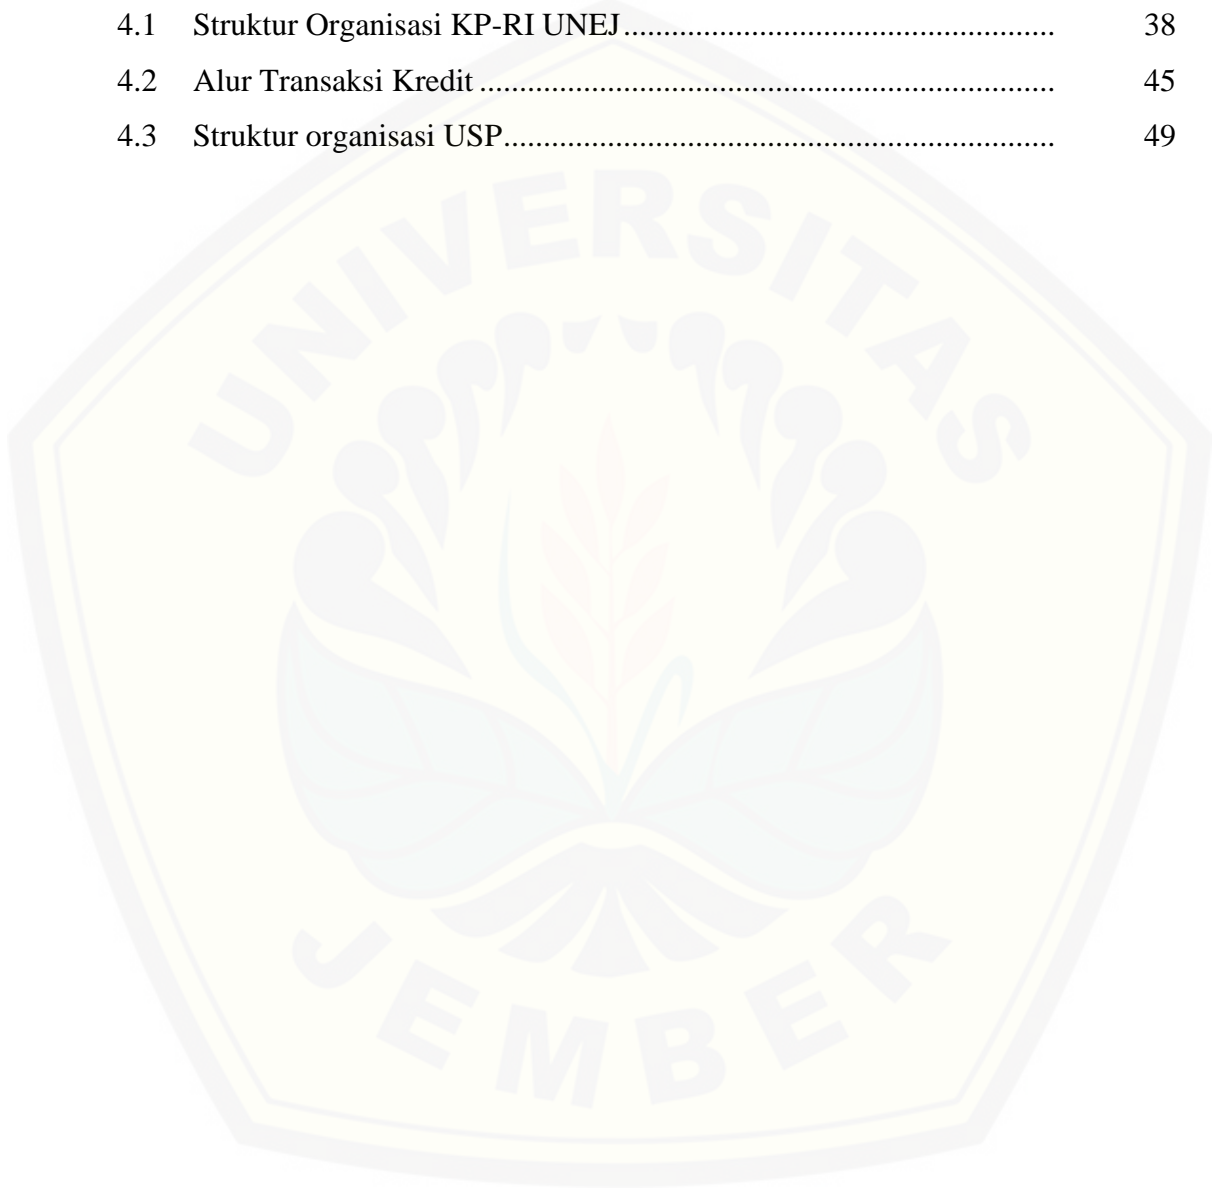 4.1 Struktur Organisasi KP-RI UNEJ...................................................... 38
4.2 Alur Transaksi Kredit........................................................................ 45
4.3 Struktur organisasi USP..................................................................... 49
UNIVERSITAS
JEMBER